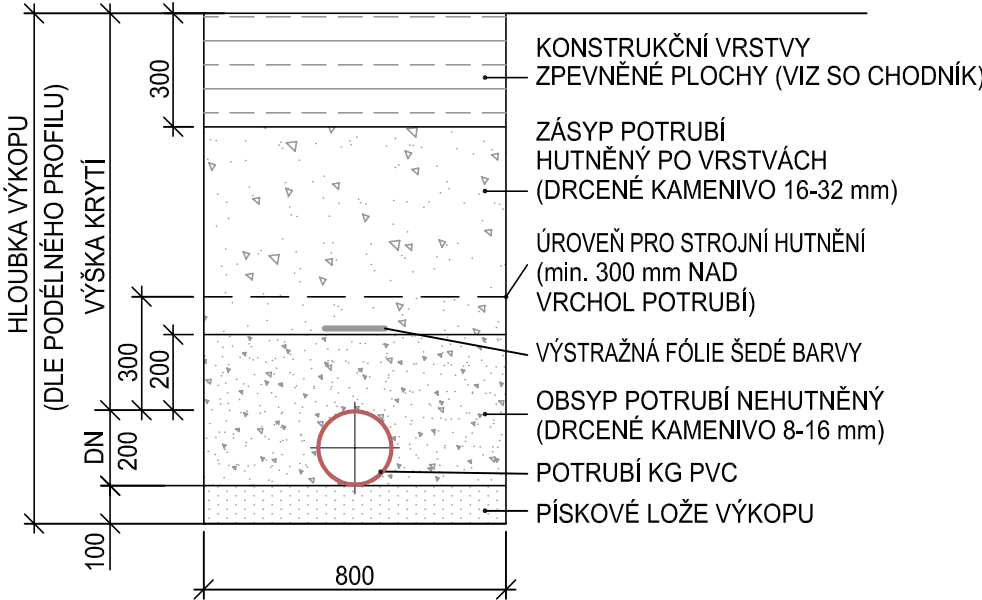 KONSTRUKČNÍ VRSTVY
ZPEVNĚNÉ PLOCHY (VIZ SO CHODNÍK)
ZÁSYP POTRUBÍ
HUTNĚNÝ PO VRSTVÁCH
(DRCENÉ KAMENIVO 16-32 mm)
ÚROVEŇ PRO STROJNÍ HUTNĚNÍ
(min. 300 mm NAD
VRCHOL POTRUBÍ)
VÝSTRAŽNÁ FÓLIE ŠEDÉ BARVY
OBSYP POTRUBÍ NEHUTNĚNÝ
(DRCENÉ KAMENIVO 8-16 mm)
POTRUBÍ KG PVC
PÍSKOVÉ LOŽE VÝKOPU
HLOUBKA VÝKOPU
(DLE PODÉLNÉHO PROFILU)
VÝŠKA KRYTÍ
300
300
200
DN
200
100
800